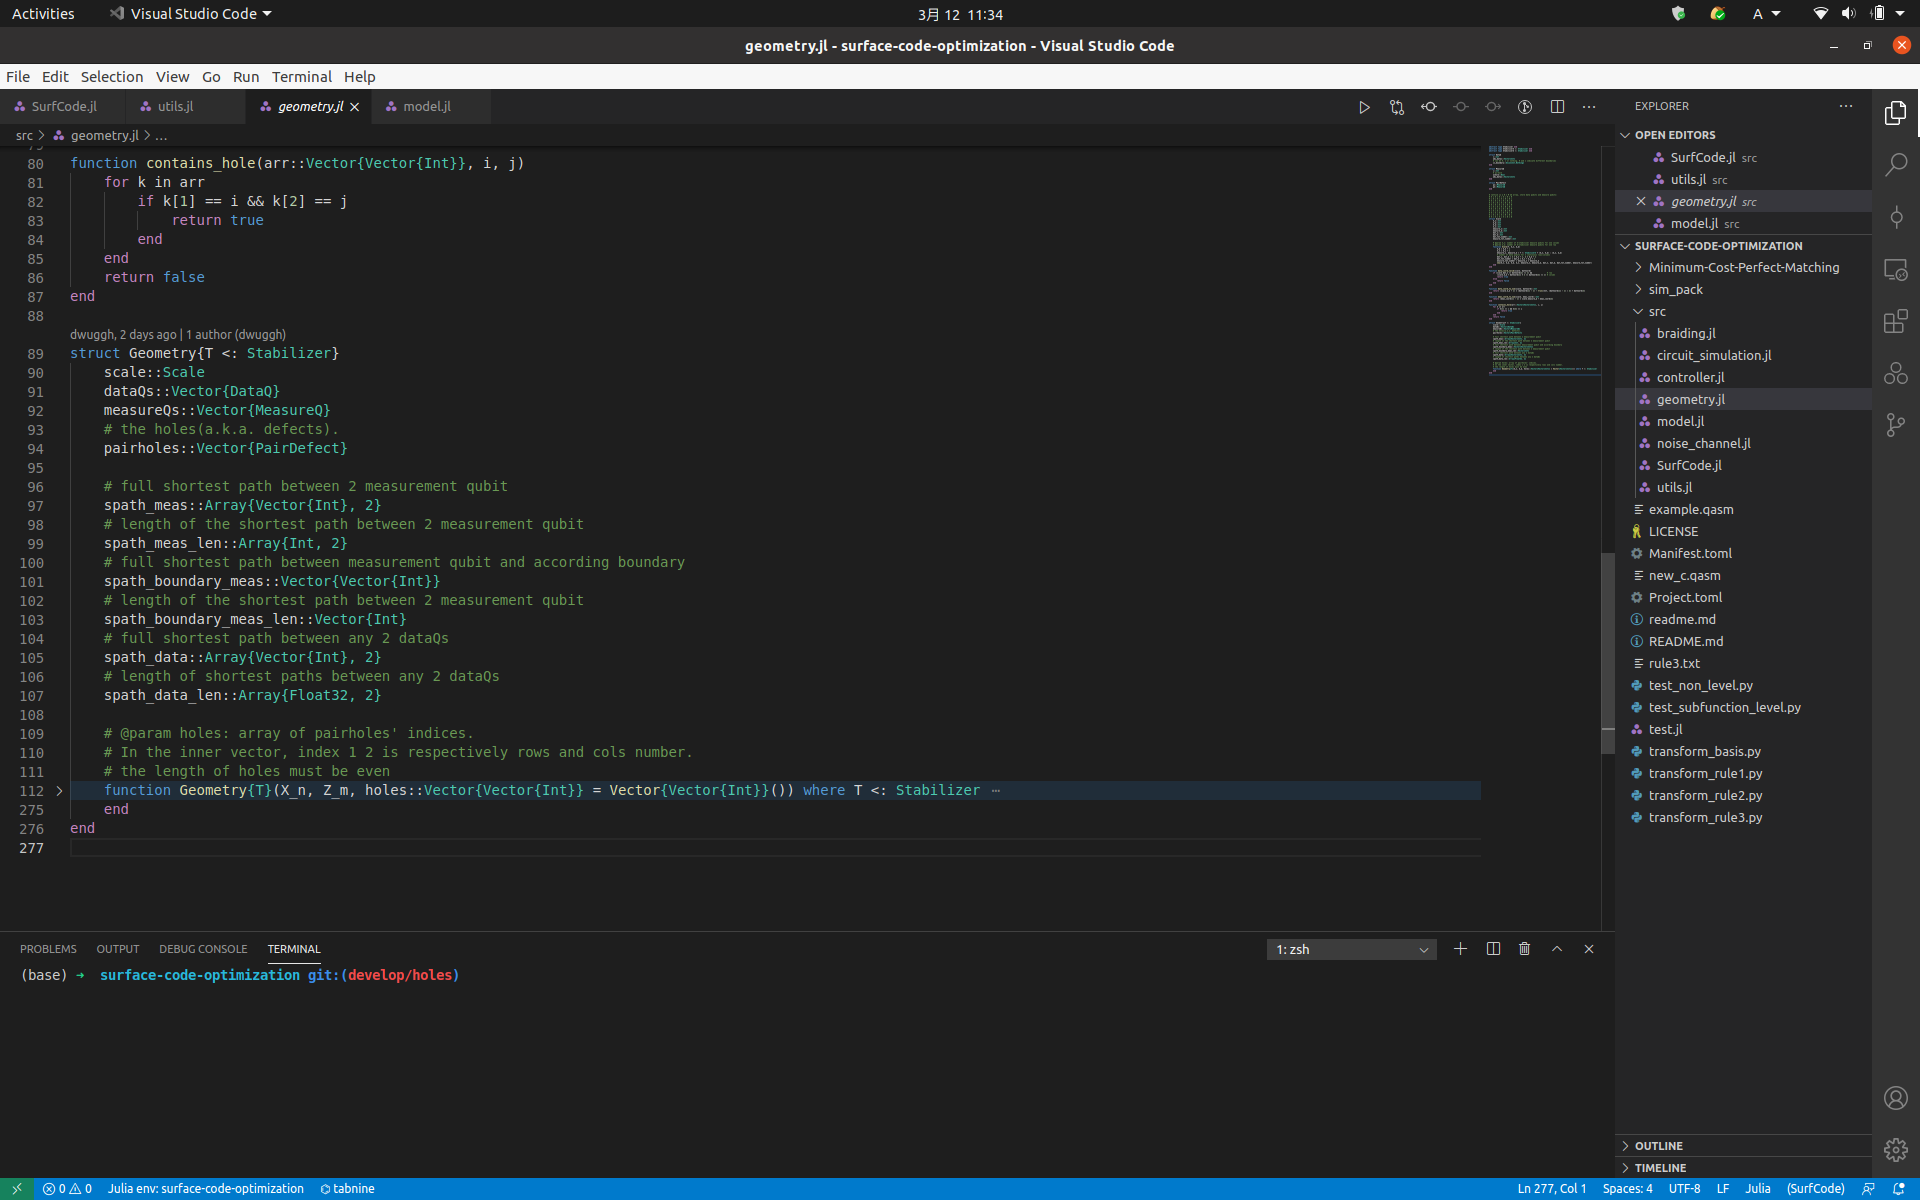 Activities Visual Studio Code 3月 12 11:34 A
geometry.jl - surface-code-optimization - Visual Studio Code
File Edit Selection View Go Run Terminal Help
SurfCode.jl utils.jl geometry.jl model.jl
src > geometry.jl > ...
80 function contains_hole(arr::Vector{Vector{Int}}, i, j)
81 for k in arr
82 if k[1] == i && k[2] == j
83 return true
84 end
85 end
86 return false
87 end
88
dwuggh, 2 days ago | 1 author (dwuggh)
89 struct Geometry{T <: Stabilizer}
90 scale::Scale
91 dataQs::Vector{DataQ}
92 measureQs::Vector{MeasureQ}
93 # the holes(a.k.a. defects).
94 pairholes::Vector{PairDefect}
95
96 # full shortest path between 2 measurement qubit
97 spath_meas::Array{Vector{Int}, 2}
98 # length of the shortest path between 2 measurement qubit
99 spath_meas_len::Array{Int, 2}
100 # full shortest path between measurement qubit and according boundary
101 spath_boundary_meas::Vector{Vector{Int}}
102 # length of the shortest path between 2 measurement qubit
103 spath_boundary_meas_len::Vector{Int}
104 # full shortest path between any 2 dataQs
105 spath_data::Array{Vector{Int}, 2}
106 # length of shortest paths between any 2 dataQs
107 spath_data_len::Array{Float32, 2}
108
109 # @param holes: array of pairholes' indices.
110 # In the inner vector, index 1 2 is respectively rows and cols number.
111 # the length of holes must be even
112 function Geometry{T}(X_n, Z_m, holes::Vector{Vector{Int}} = Vector{Vector{Int}}()) where T <: Stabilizer ⋯
275 end
276 end
277
PROBLEMS OUTPUT DEBUG CONSOLE TERMINAL 1: zsh
(base) ➜ surface-code-optimization git:(develop/holes)
EXPLORER
OPEN EDITORS
SurfCode.jl src
utils.jl src
geometry.jl src
model.jl src
SURFACE-CODE-OPTIMIZATION
Minimum-Cost-Perfect-Matching
sim_pack
src
braiding.jl
circuit_simulation.jl
controller.jl
geometry.jl
model.jl
noise_channel.jl
SurfCode.jl
utils.jl
example.qasm
LICENSE
Manifest.toml
new_c.qasm
Project.toml
readme.md
README.md
rule3.txt
test_non_level.py
test_subfunction_level.py
test.jl
transform_basis.py
transform_rule1.py
transform_rule2.py
transform_rule3.py
OUTLINE
TIMELINE
0 0 Julia env: surface-code-optimization tabnine Ln 277, Col 1 Spaces: 4 UTF-8 LF Julia (SurfCode)